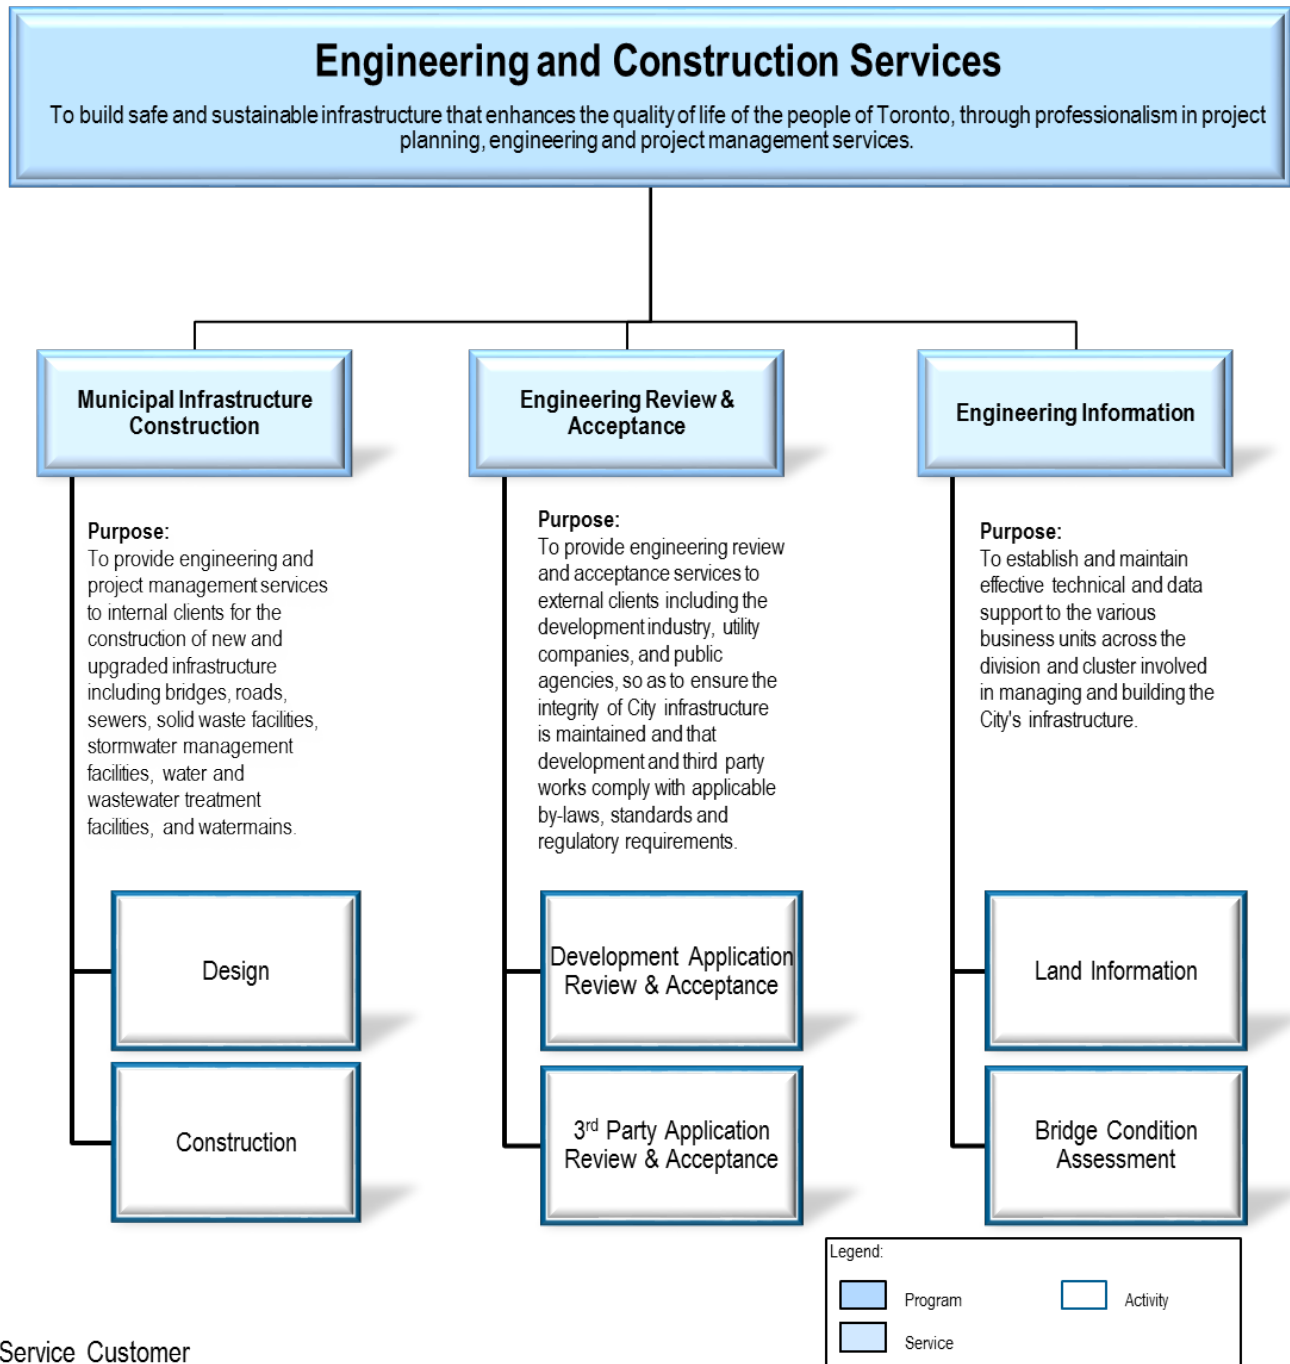 Engineering and Construction Services
To build safe and sustainable infrastructure that enhances the quality of life of the people of Toronto, through professionalism in project
planning, engineering and project management services.
Municipal Infrastructure
Construction
Purpose:
To provide engineering and
project management services
to internal clients for the
construction of new and
upgraded infrastructure
including bridges, roads,
sewers, solid waste facilities,
stormwater management
facilities, water and
wastewater treatment
facilities, and watermains.
Design
Construction
Engineering Review &
Acceptance
Purpose:
To provide engineering review
and acceptance services to
external clients including the
development industry, utility
companies, and public
agencies, so as to ensure the
integrity of City infrastructure
is maintained and that
development and third party
works comply with applicable
by-laws, standards and
regulatory requirements.
Development Application
Review & Acceptance
3rd Party Application
Review & Acceptance
Engineering Information
Purpose:
To establish and maintain
effective technical and data
support to the various
business units across the
division and cluster involved
in managing and building the
City's infrastructure.
Land Information
Bridge Condition
Assessment
Legend:
Program
Activity
Service
Service Customer